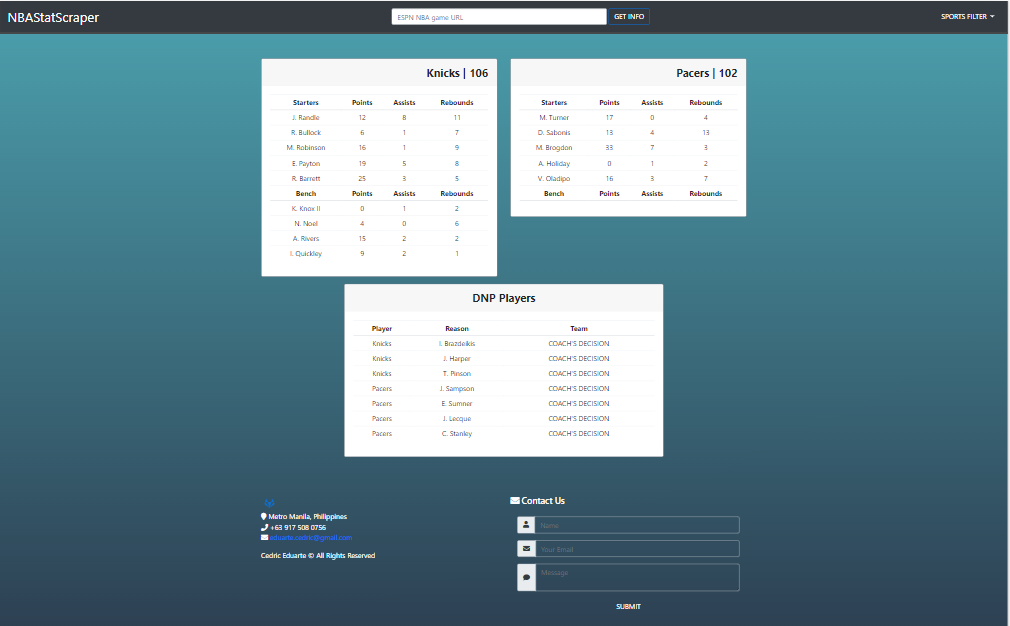 NBAStatScraper
ESPN NBA game URL
GET INFO
SPORTS FILTER
Knicks | 106
Starters Points Assists Rebounds
J. Randle 12 8 11
R. Bullock 6 1 7
M. Robinson 16 1 9
E. Payton 19 5 8
R. Barrett 25 3 5
Bench Points Assists Rebounds
K. Knox II 0 1 2
N. Noel 4 0 6
A. Rivers 15 2 2
I. Quickley 9 2 1
Pacers | 102
Starters Points Assists Rebounds
M. Turner 17 0 4
D. Sabonis 13 4 13
M. Brogdon 33 7 3
A. Holiday 0 1 2
V. Oladipo 16 3 7
Bench Points Assists Rebounds
DNP Players
Player Reason Team
Knicks I. Brazdeikis COACH'S DECISION
Knicks J. Harper COACH'S DECISION
Knicks T. Pinson COACH'S DECISION
Pacers J. Sampson COACH'S DECISION
Pacers E. Sumner COACH'S DECISION
Pacers J. Lecque COACH'S DECISION
Pacers C. Stanley COACH'S DECISION
Metro Manila, Philippines
+63 917 508 0756
eduarte.cedric@gmail.com
Cedric Eduarte © All Rights Reserved
Contact Us
Name
Your Email
Message
SUBMIT